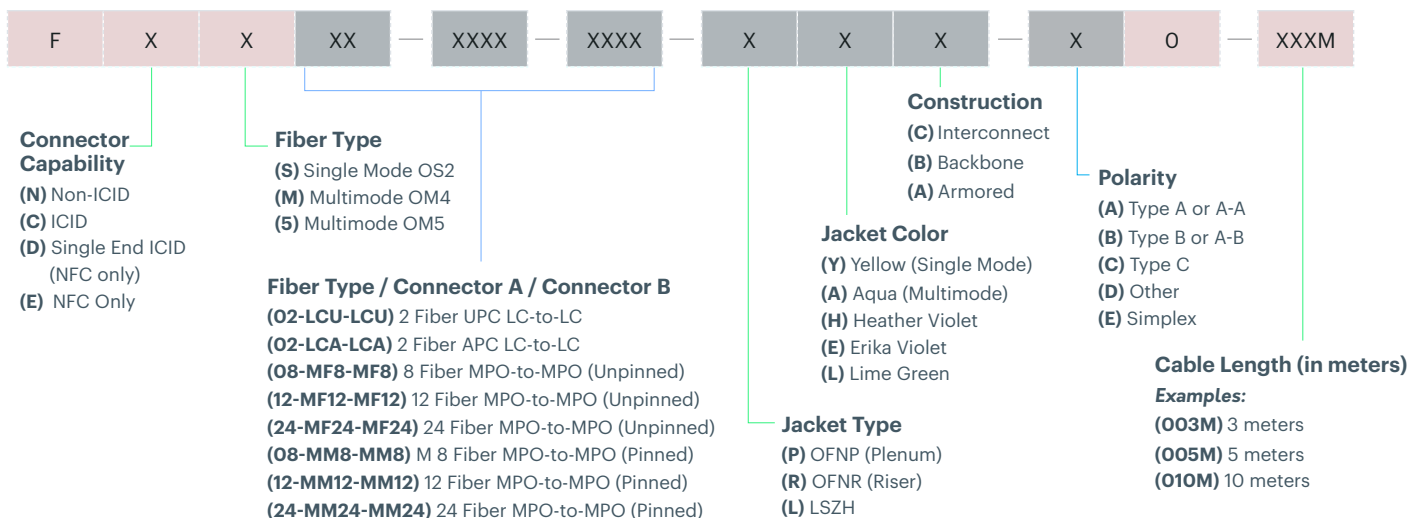 F X X XX — XXXX — XXXX — X X X — X 0 — XXXM
Connector
Capability
(N) Non-ICID
(C) ICID
(D) Single End ICID
(NFC only)
(E) NFC Only
Fiber Type
(S) Single Mode OS2
(M) Multimode OM4
(5) Multimode OM5
Fiber Type / Connector A / Connector B
(02-LCU-LCU) 2 Fiber UPC LC-to-LC
(02-LCA-LCA) 2 Fiber APC LC-to-LC
(08-MF8-MF8) 8 Fiber MPO-to-MPO (Unpinned)
(12-MF12-MF12) 12 Fiber MPO-to-MPO (Unpinned)
(24-MF24-MF24) 24 Fiber MPO-to-MPO (Unpinned)
(08-MM8-MM8) M 8 Fiber MPO-to-MPO (Pinned)
(12-MM12-MM12) 12 Fiber MPO-to-MPO (Pinned)
(24-MM24-MM24) 24 Fiber MPO-to-MPO (Pinned)
Jacket Type
(P) OFNP (Plenum)
(R) OFNR (Riser)
(L) LSZH
Jacket Color
(Y) Yellow (Single Mode)
(A) Aqua (Multimode)
(H) Heather Violet
(E) Erika Violet
(L) Lime Green
Construction
(C) Interconnect
(B) Backbone
(A) Armored
Polarity
(A) Type A or A-A
(B) Type B or A-B
(C) Type C
(D) Other
(E) Simplex
Cable Length (in meters)
Examples:
(003M) 3 meters
(005M) 5 meters
(010M) 10 meters